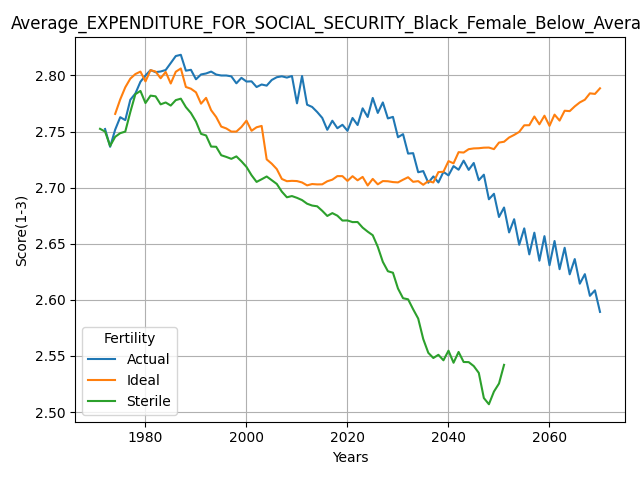 Average_EXPENDITURE_FOR_SOCIAL_SECURITY_Black_Female_Below_Avera
Score(1-3)
2.80
2.75
2.70
2.65
2.60
2.55
2.50
Fertility
Actual
Ideal
Sterile
1980 2000 2020 2040 2060
Years